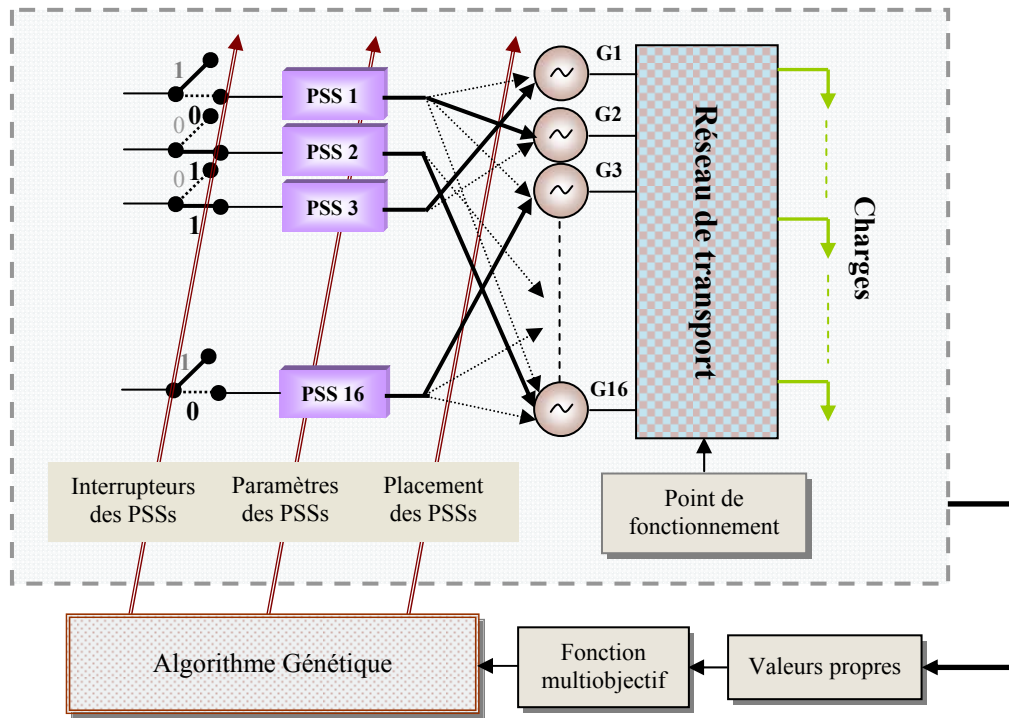 1
0
PSS 1
G1
0
1
PSS 2
G2
0
1
PSS 3
G3
1
0
PSS 16
G16
Réseau de transport
Charges
Interrupteurs
des PSSs
Paramètres
des PSSs
Placement
des PSSs
Point de
fonctionnement
Algorithme Génétique
Fonction
multiobjectif
Valeurs propres